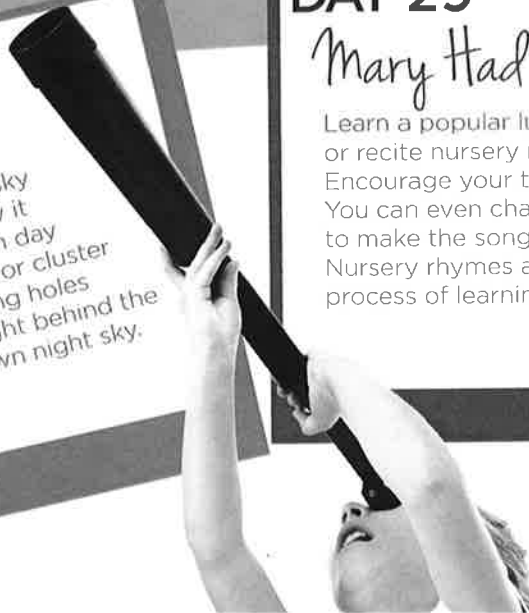 DAY 25
Mary Had
Learn a popular lu
or recite nursery
Encourage your t
You can even cha
to make the song
Nursery rhymes a
process of learnin
ky
it
day
or cluster
ng holes
ht behind the
wn night sky.